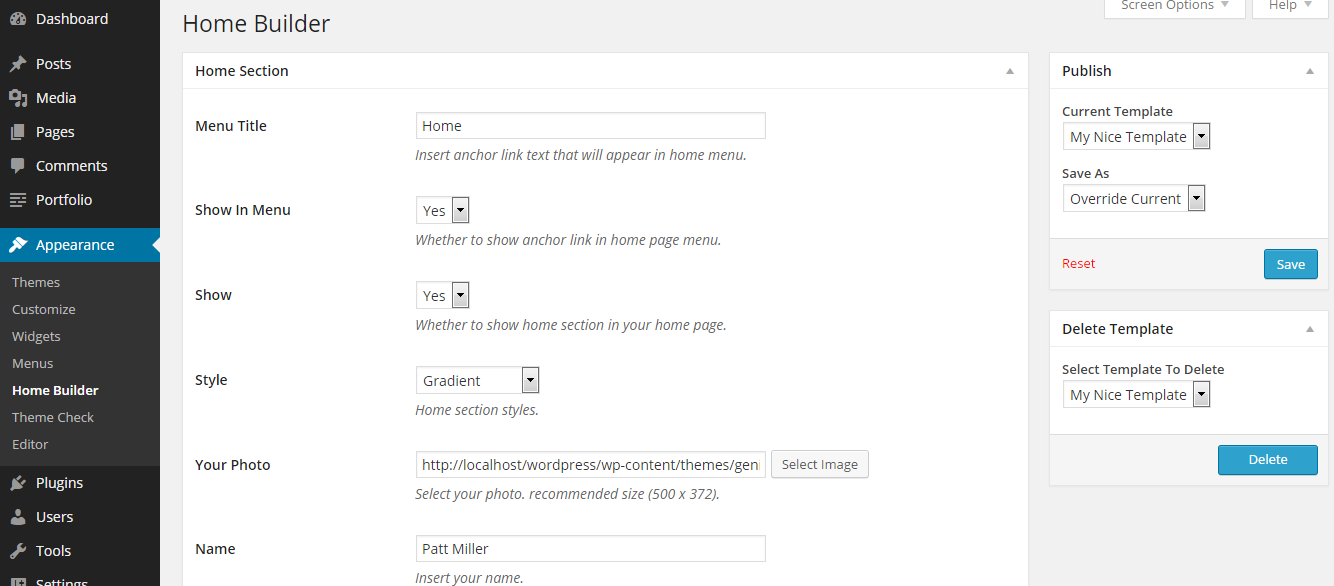 Dashboard
Posts
Media
Pages
Comments
Portfolio
Appearance
Themes
Customize
Widgets
Menus
Home Builder
Theme Check
Editor
Plugins
Users
Tools
Settings
Screen Options
Help
Home Builder
Home Section
Menu Title
Home
Insert anchor link text that will appear in home menu.
Show In Menu
Yes
Whether to show anchor link in home page menu.
Show
Yes
Whether to show home section in your home page.
Style
Gradient
Home section styles.
Your Photo
http://localhost/wordpress/wp-content/themes/geni
Select Image
Select your photo. recommended size (500 x 372).
Name
Patt Miller
Insert your name.
Publish
Current Template
My Nice Template
Save As
Override Current
Reset
Save
Delete Template
Select Template To Delete
My Nice Template
Delete